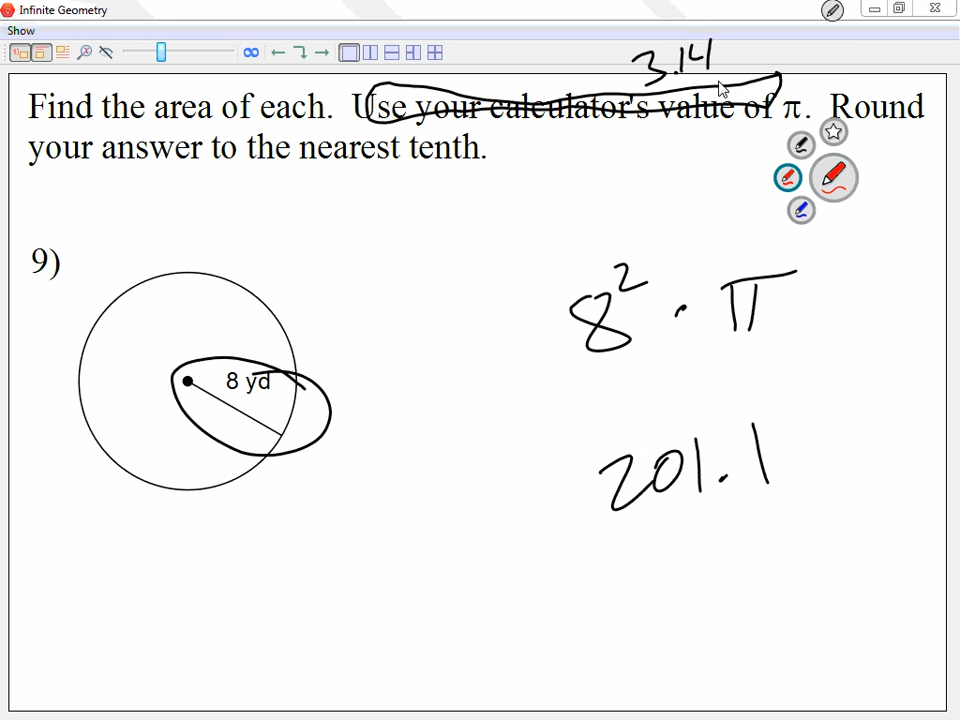 Infinite Geometry
Show
3.14
Find the area of each. Use your calculator's value of π. Round
your answer to the nearest tenth.
9)
8 yd
8² · π
201.1